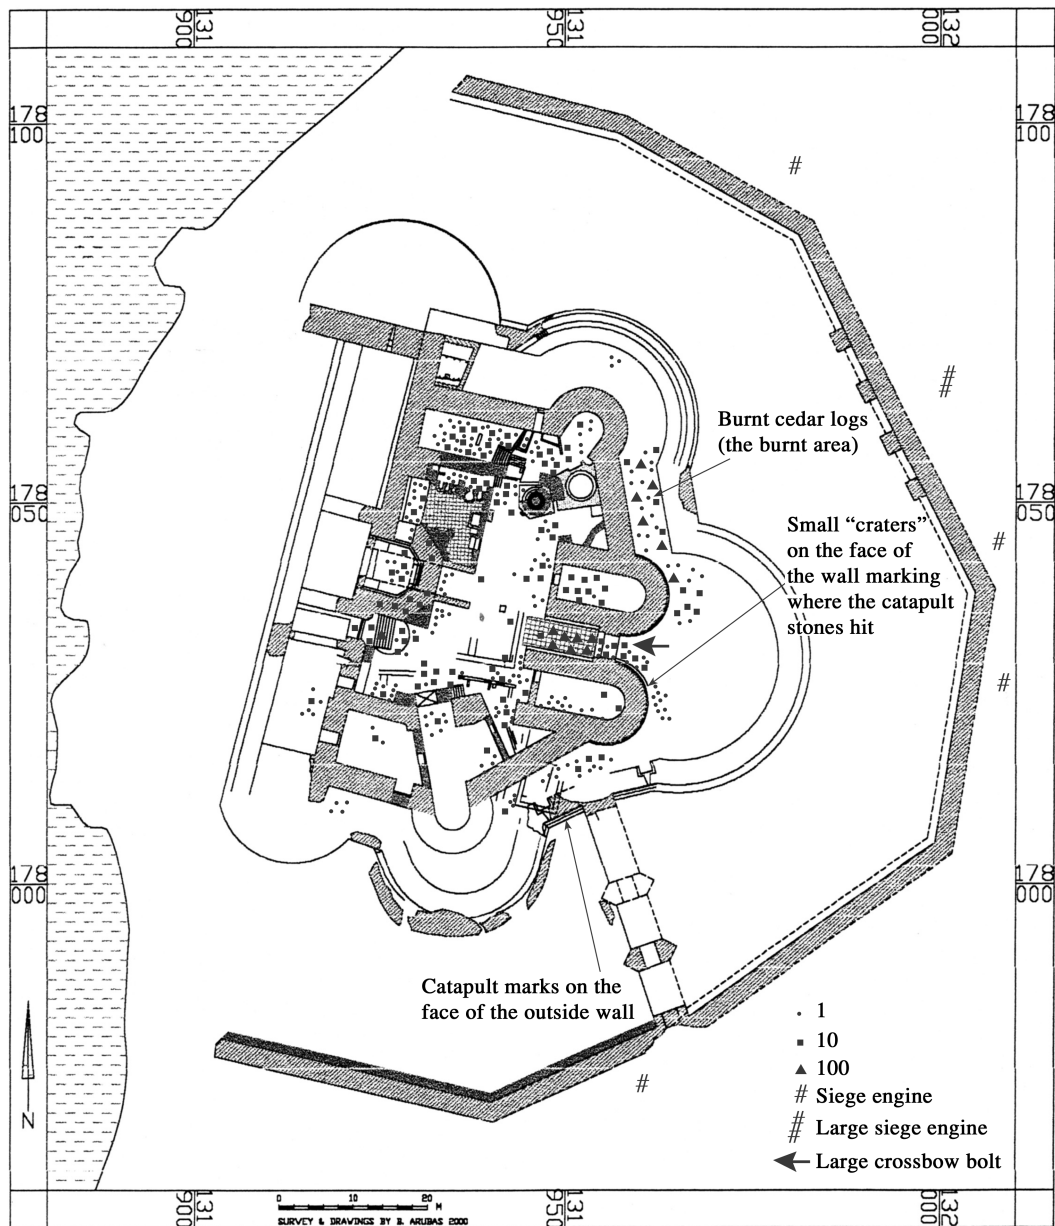 131
900
131
950
132
000
178
100
178
100
Burnt cedar logs
(the burnt area)
178
050
178
050
Small “craters”
on the face of
the wall marking
where the catapult
stones hit
178
000
178
000
Catapult marks on the
face of the outside wall
1
10
100
# Siege engine
Large siege engine
Large crossbow bolt
N
0 10 20
M
SURVEY & DRAWINGS BY B. ARUBAS 2000
131
900
131
950
132
000